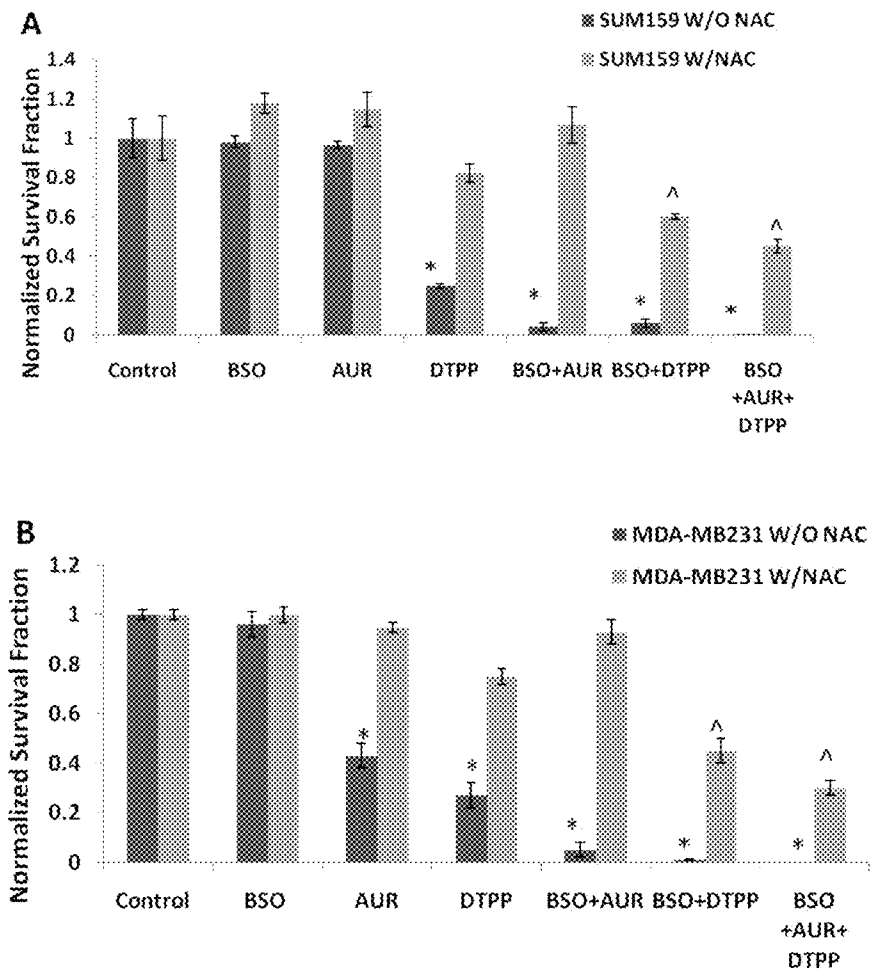 A
SUM159 W/O NAC
SUM159 W/NAC
Normalized Survival Fraction
1.4
1.2
1
0.8
0.6
0.4
0.2
0
* * * ^ * ^
Control BSO AUR DTPP BSO+AUR BSO+DTPP BSO
+AUR+
DTPP
B
MDA-MB231 W/O NAC
MDA-MB231 W/NAC
Normalized Survival Fraction
1.2
1
0.8
0.6
0.4
0.2
0
* * * * ^ * ^
Control BSO AUR DTPP BSO+AUR BSO+DTPP BSO
+AUR+
DTPP